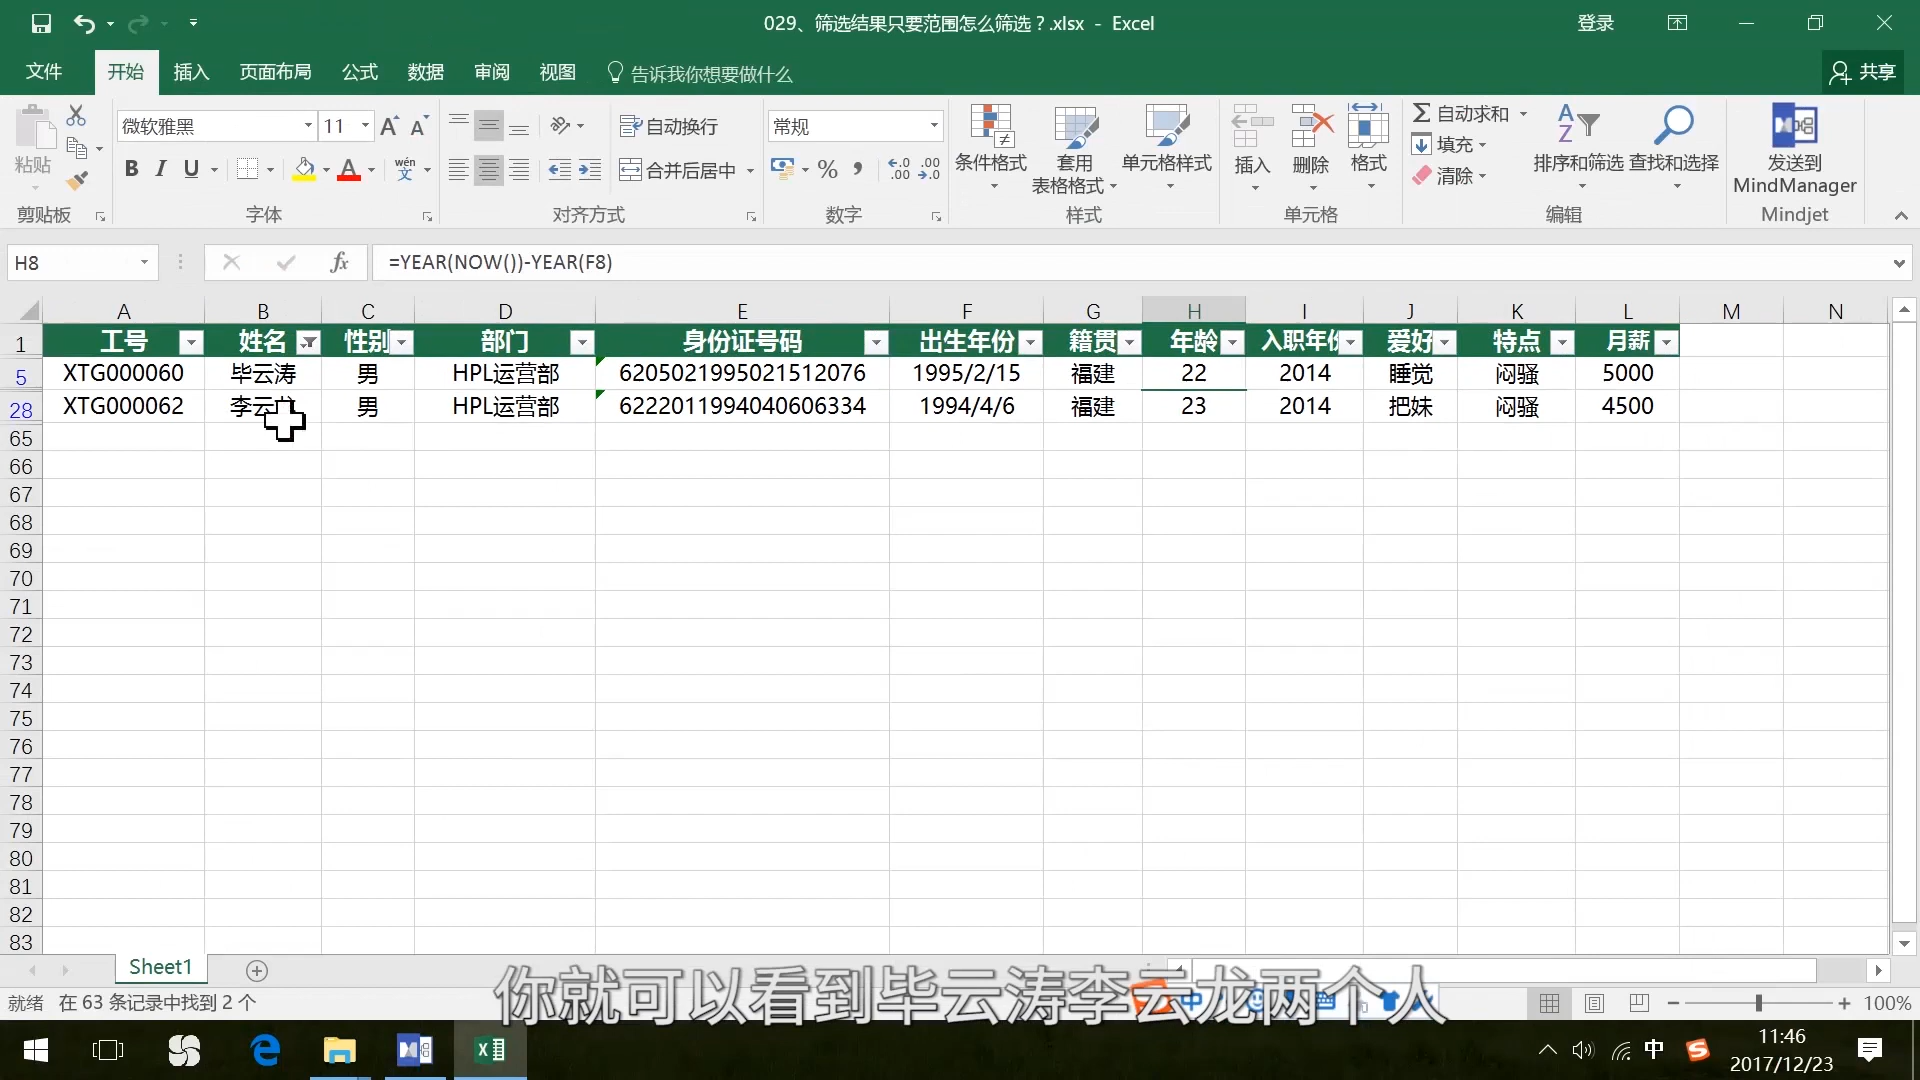 029、筛选结果只要范围怎么筛选？.xlsx - Excel
登录
文件 开始 插入 页面布局 公式 数据 审阅 视图 告诉我你想要做什么 共享
粘贴
剪贴板
微软雅黑 11
B I U wén 文
字体
自动换行
合并后居中
对齐方式
常规
% ,
数字
条件格式 套用 单元格样式
表格格式
样式
插入 删除 格式
单元格
自动求和
填充
清除
排序和筛选 查找和选择
编辑
发送到
MindManager
Mindjet
H8 fx =YEAR(NOW())-YEAR(F8)
A B C D E F G H I J K L M N
1 工号 姓名 性别 部门 身份证号码 出生年份 籍贯 年龄 入职年份 爱好 特点 月薪
5 XTG000060 毕云涛 男 HPL运营部 620502199502151​2076 1995/2/15 福建 22 2014 睡觉 闷骚 5000
28 XTG000062 李云 男 HPL运营部 622201199404060​6334 1994/4/6 福建 23 2014 把妹 闷骚 4500
65
66
67
68
69
70
71
72
73
74
75
76
77
78
79
80
81
82
83
Sheet1
你就可以看到毕云涛李云龙两个人
就绪 在 63 条记录中找到 2 个
100%
中
11:46
2017/12/23